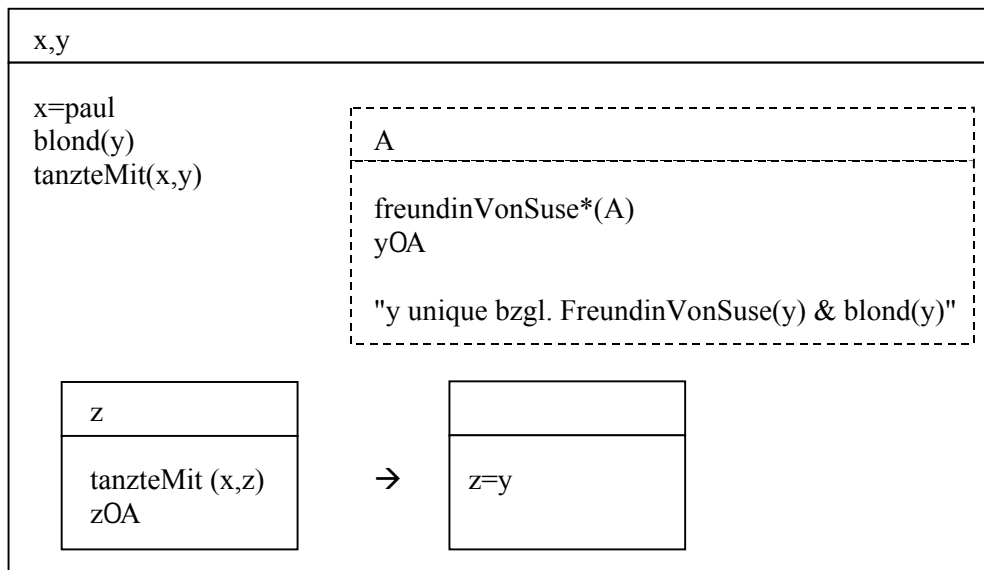 x,y
x=paul
blond(y)
tanzteMit(x,y)
A
freundinVonSuse*(A)
yOA
"y unique bzgl. FreundinVonSuse(y) & blond(y)"
z
tanzteMit (x,z)
zOA
→
z=y